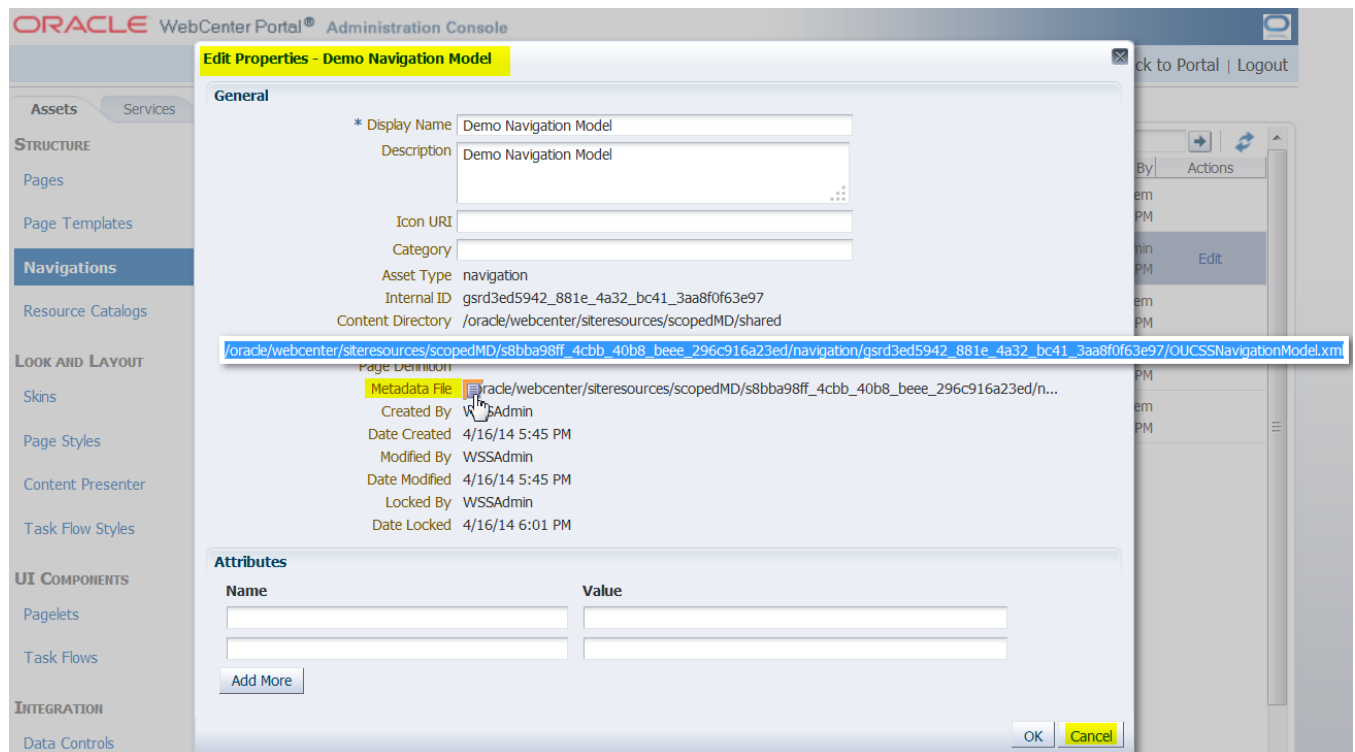 ORACLE WebCenter Portal® Administration Console
Edit Properties - Demo Navigation Model
ck to Portal | Logout
Assets
Services
STRUCTURE
Pages
Page Templates
Navigations
Resource Catalogs
LOOK AND LAYOUT
Skins
Page Styles
Content Presenter
Task Flow Styles
UI COMPONENTS
Pagelets
Task Flows
INTEGRATION
Data Controls
General
* Display Name Demo Navigation Model
Description Demo Navigation Model
Icon URI
Category
Asset Type navigation
Internal ID gsrd3ed5942_881e_4a32_bc41_3aa8f0f63e97
Content Directory /oracle/webcenter/siteresources/scopedMD/shared
/oracle/webcenter/siteresources/scopedMD/s8bba98ff_4cbb_40b8_beee_296c916a23ed/navigation/gsrd3ed5942_881e_4a32_bc41_3aa8f0f63e97/OUCSSNavigationModel.xml
Page Definition
Metadata File oracle/webcenter/siteresources/scopedMD/s8bba98ff_4cbb_40b8_beee_296c916a23ed/n...
Created By WSSAdmin
Date Created 4/16/14 5:45 PM
Modified By WSSAdmin
Date Modified 4/16/14 5:45 PM
Locked By WSSAdmin
Date Locked 4/16/14 6:01 PM
Attributes
Name Value
Add More
OK Cancel
By Actions
em
PM
min
PM
Edit
em
PM
PM
em
PM